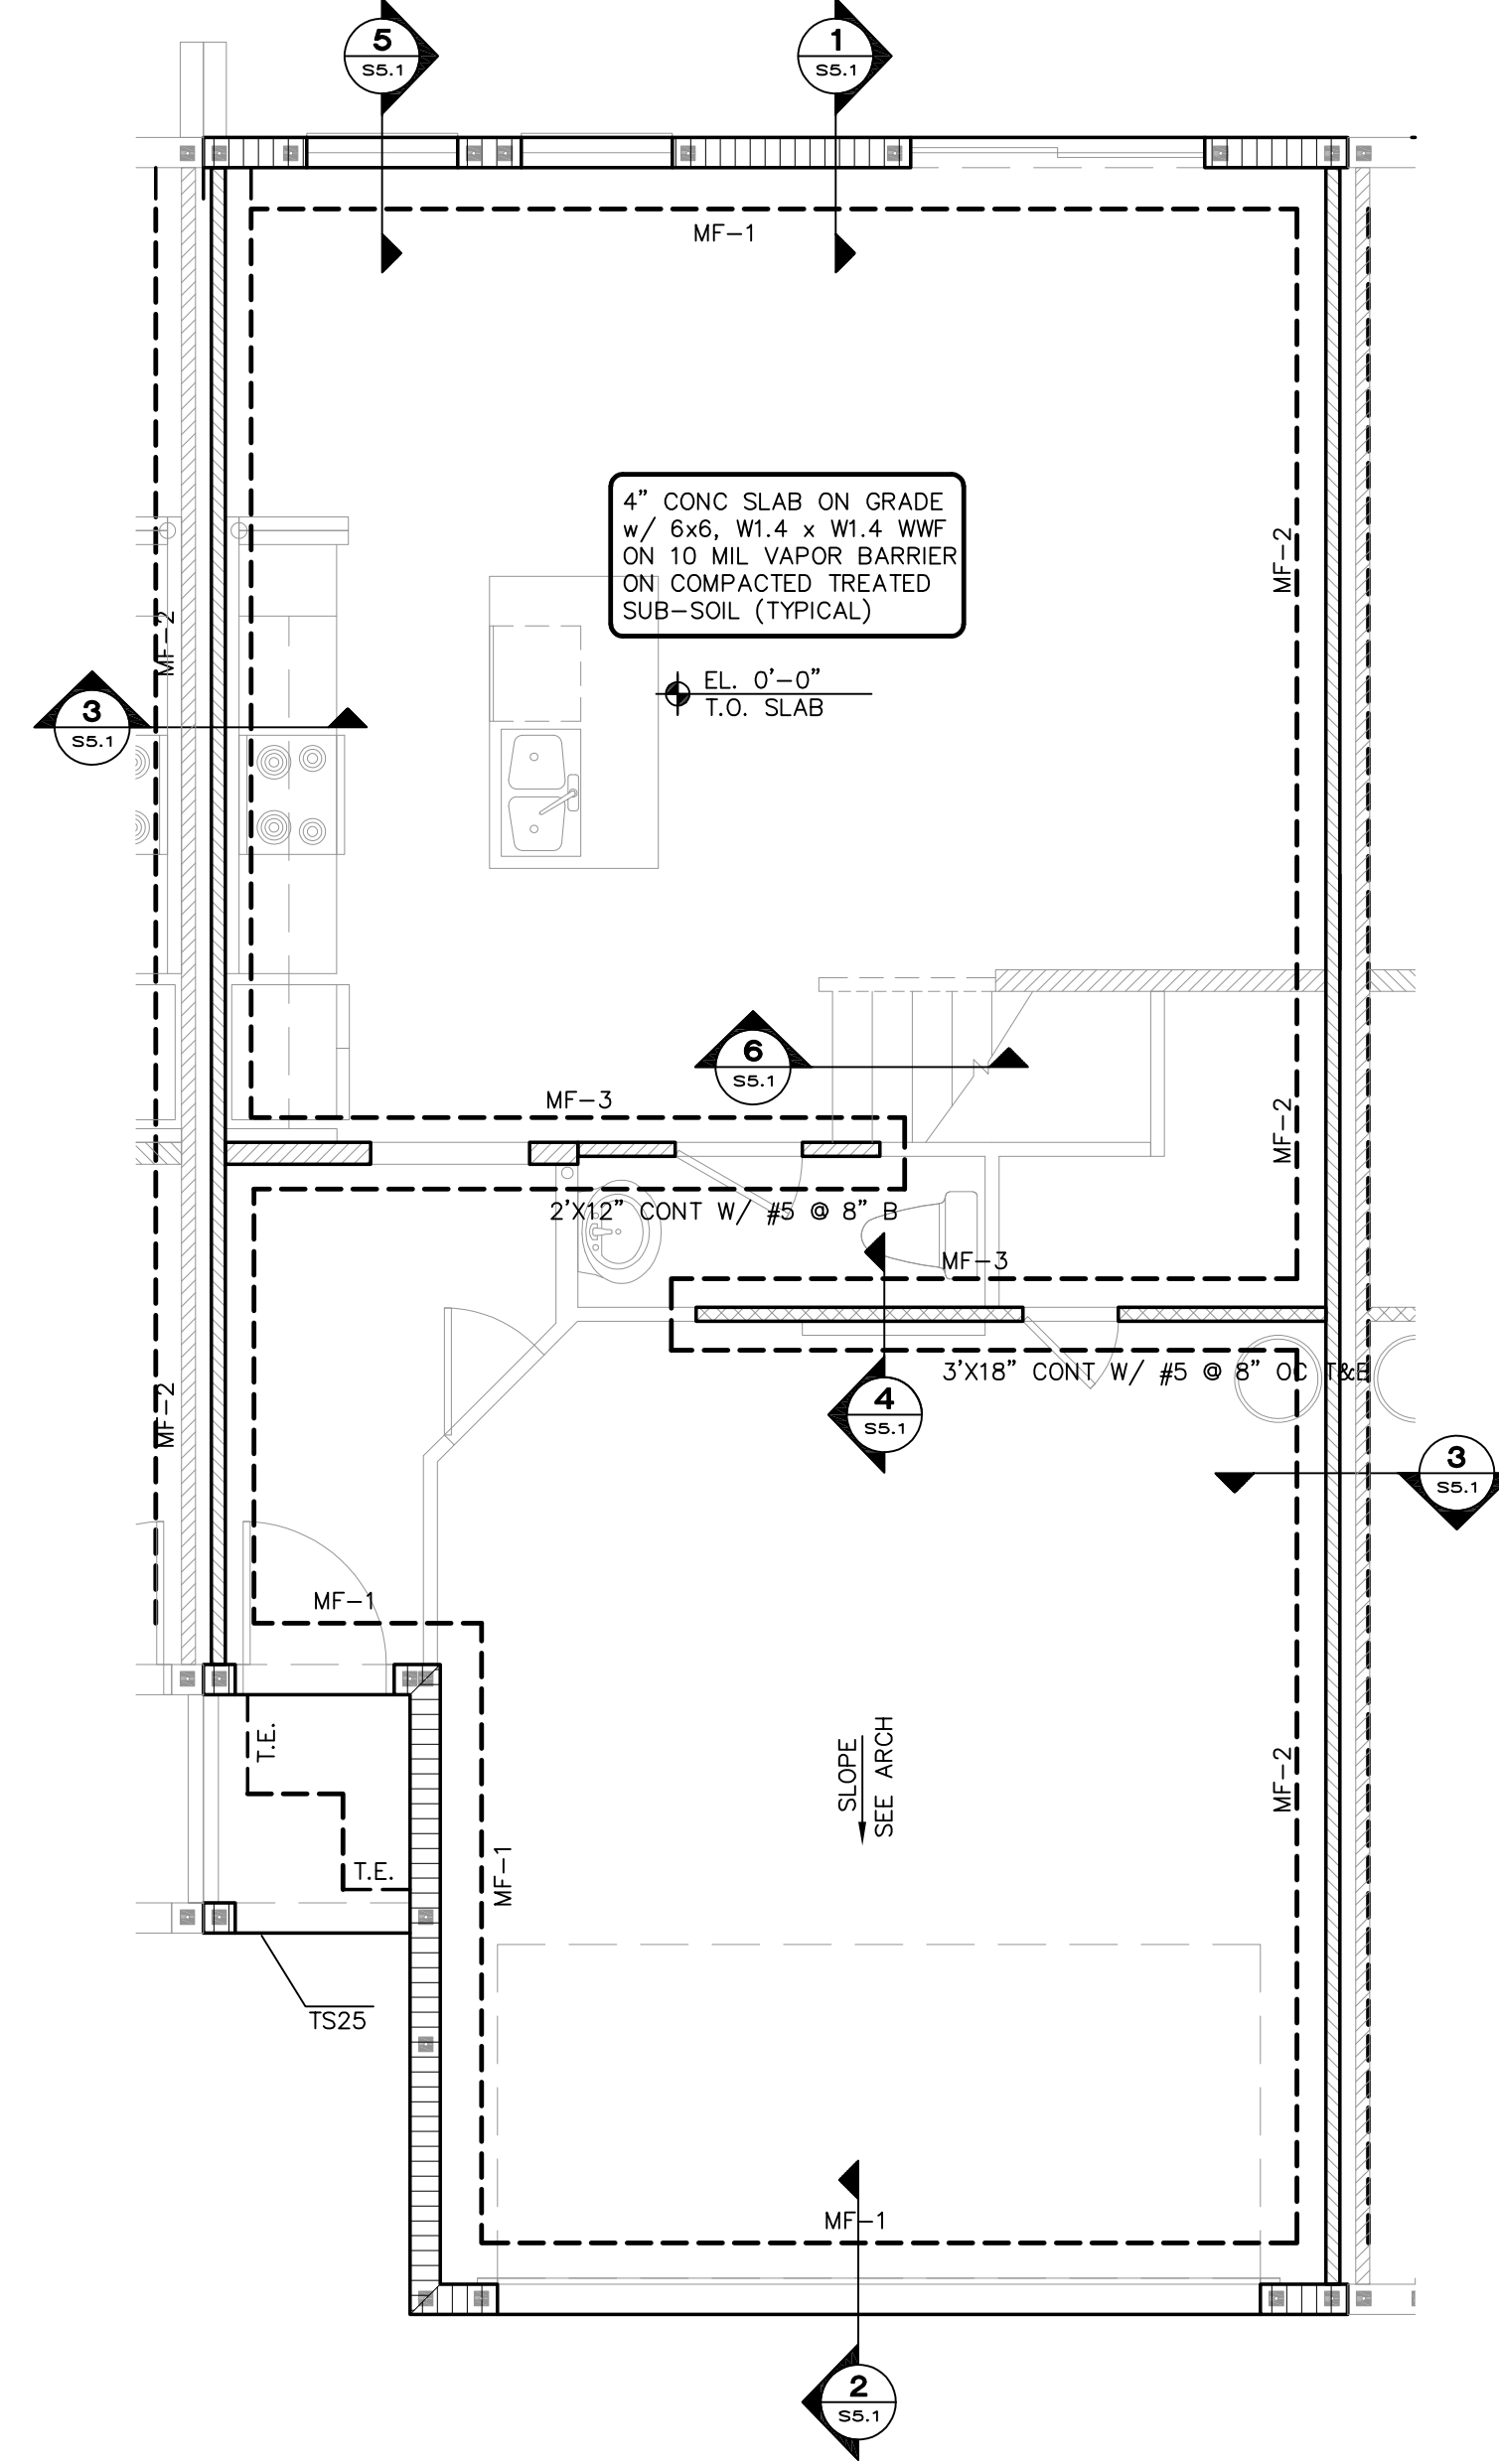 5
S5.1
1
S5.1
MF-1
4" CONC SLAB ON GRADE
w/ 6x6, W1.4 x W1.4 WWF
ON 10 MIL VAPOR BARRIER
ON COMPACTED TREATED
SUB-SOIL (TYPICAL)
MF-2
MF-2
EL. 0'-0"
T.O. SLAB
3
S5.1
6
S5.1
MF-3
MF-2
2'X12" CONT W/ #5 @ 8" B
MF-3
3'X18" CONT W/ #5 @ 8" OC T&B
MF-2
4
S5.1
3
S5.1
MF-1
T.E.
SLOPE
SEE ARCH
MF-2
T.E.
MF-1
TS25
MF-1
2
S5.1